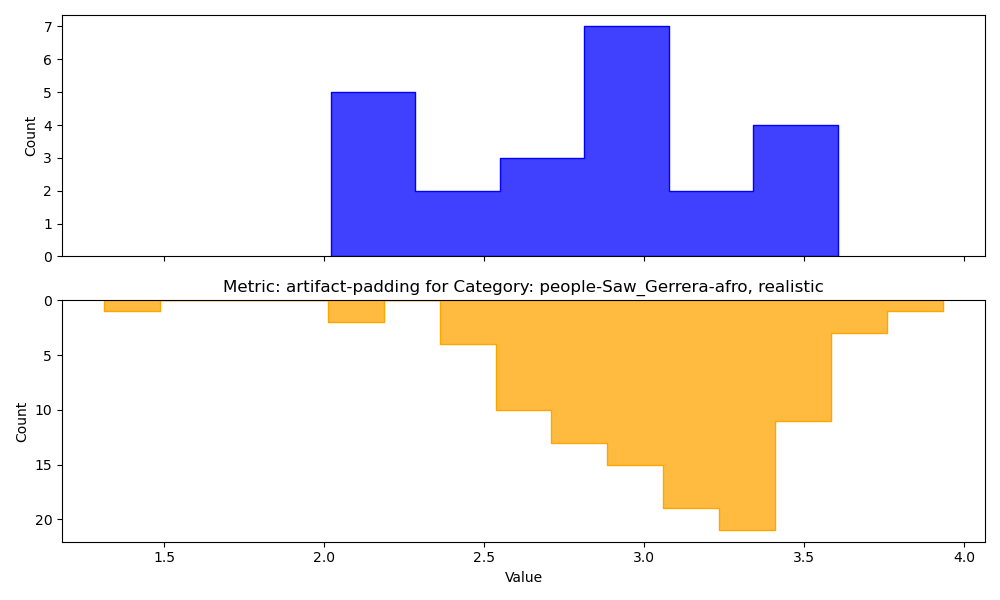 7
6
5
4
3
2
1
0
Count
Metric: artifact-padding for Category: people-Saw_Gerrera-afro, realistic
0
5
10
15
20
Count
1.5 2.0 2.5 3.0 3.5 4.0
Value